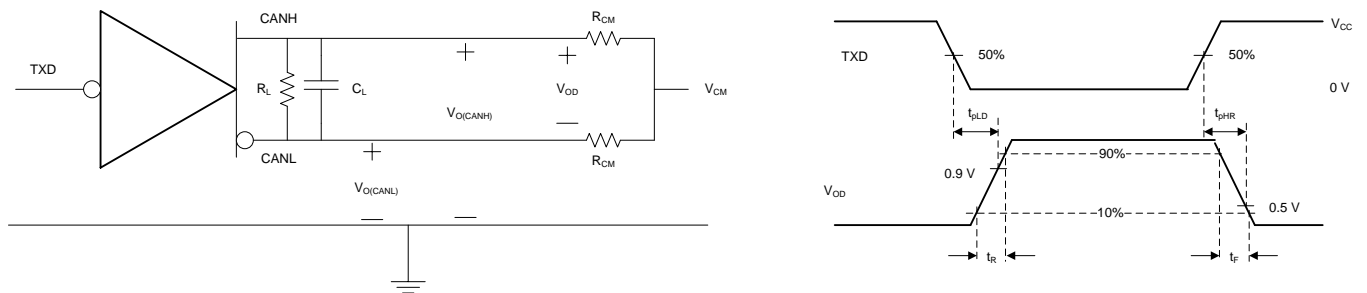 CANH
R_CM
TXD
R_L
C_L
V_OD
V_CM
V_O(CANH)
CANL
R_CM
V_O(CANL)
V_CC
TXD
50%
50%
0 V
t_pLD
t_pHR
90%
0.9 V
V_OD
10%
0.5 V
t_R
t_F